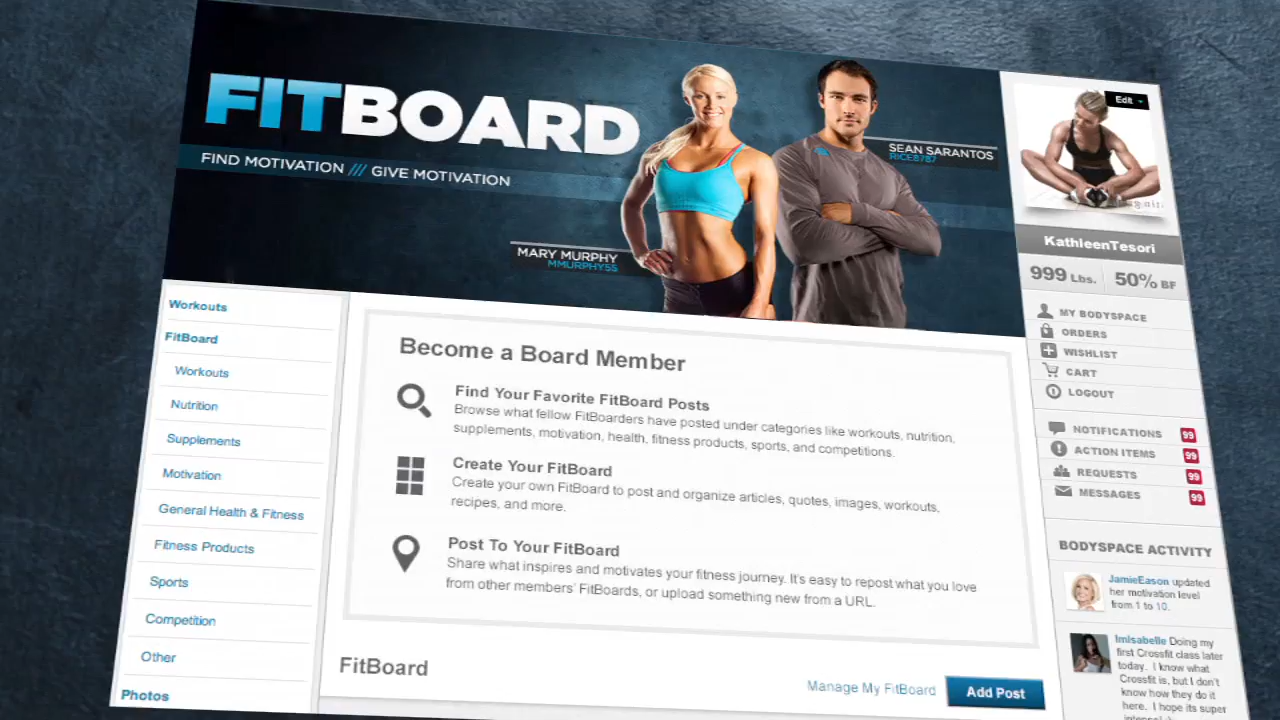 FITBOARD
FIND MOTIVATION /// GIVE MOTIVATION
MARY MURPHY
MMURPHY55
SEAN SARANTOS
RICE8787
Edit
KathleenTesori
999 Lbs. 50% BF
MY BODYSPACE
ORDERS
WISHLIST
CART
LOGOUT
NOTIFICATIONS 99
ACTION ITEMS 99
REQUESTS 99
MESSAGES 99
BODYSPACE ACTIVITY
JamieEason updated
her motivation level
from 1 to 10.
Imisabelle Doing my
first Crossfit class later
today. I know what
Crossfit is, but I don't
know how they do it
here. I hope its super
Workouts
FitBoard
Workouts
Nutrition
Supplements
Motivation
General Health & Fitness
Fitness Products
Sports
Competition
Other
Photos
Become a Board Member
Find Your Favorite FitBoard Posts
Browse what fellow FitBoarders have posted under categories like workouts, nutrition,
supplements, motivation, health, fitness products, sports, and competitions.
Create Your FitBoard
Create your own FitBoard to post and organize articles, quotes, images, workouts,
recipes, and more.
Post To Your FitBoard
Share what inspires and motivates your fitness journey. It's easy to repost what you love
from other members' FitBoards, or upload something new from a URL.
FitBoard
Manage My FitBoard
Add Post